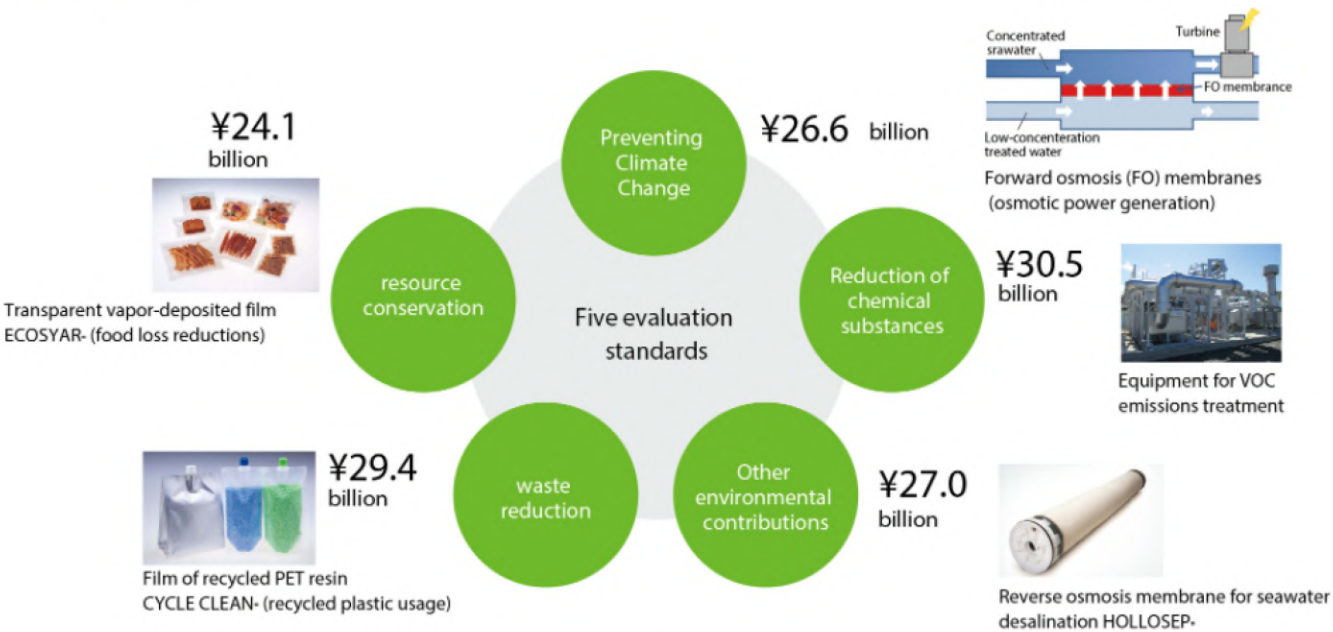 Concentrated
srawater
Turbine
FO membrance
Low-concenteration
treated water
Forward osmosis (FO) membranes
(osmotic power generation)
Preventing
Climate
Change
¥26.6 billion
¥24.1
billion
resource
conservation
Transparent vapor-deposited film
ECOSYAR® (food loss reductions)
Reduction of
chemical
substances
¥30.5
billion
Equipment for VOC
emissions treatment
Five evaluation
standards
waste
reduction
¥29.4
billion
Film of recycled PET resin
CYCLE CLEAN® (recycled plastic usage)
Other
environmental
contributions
¥27.0
billion
Reverse osmosis membrane for seawater
desalination HOLLOSEP®